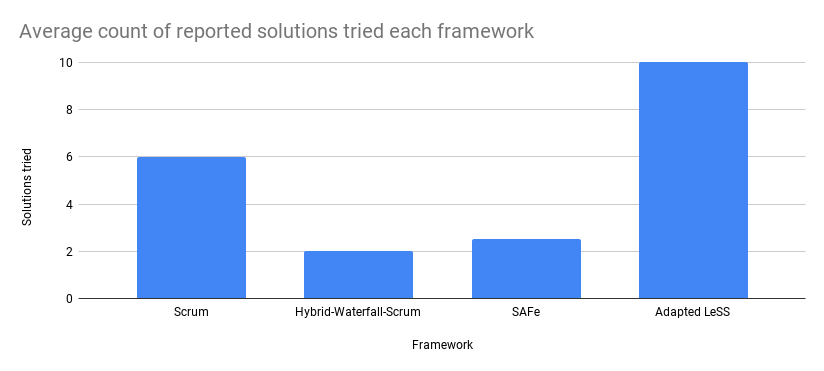 Average count of reported solutions tried each framework
10
8
6
4
2
0
Solutions tried
Scrum
Hybrid-Waterfall-Scrum
SAFe
Adapted LeSS
Framework